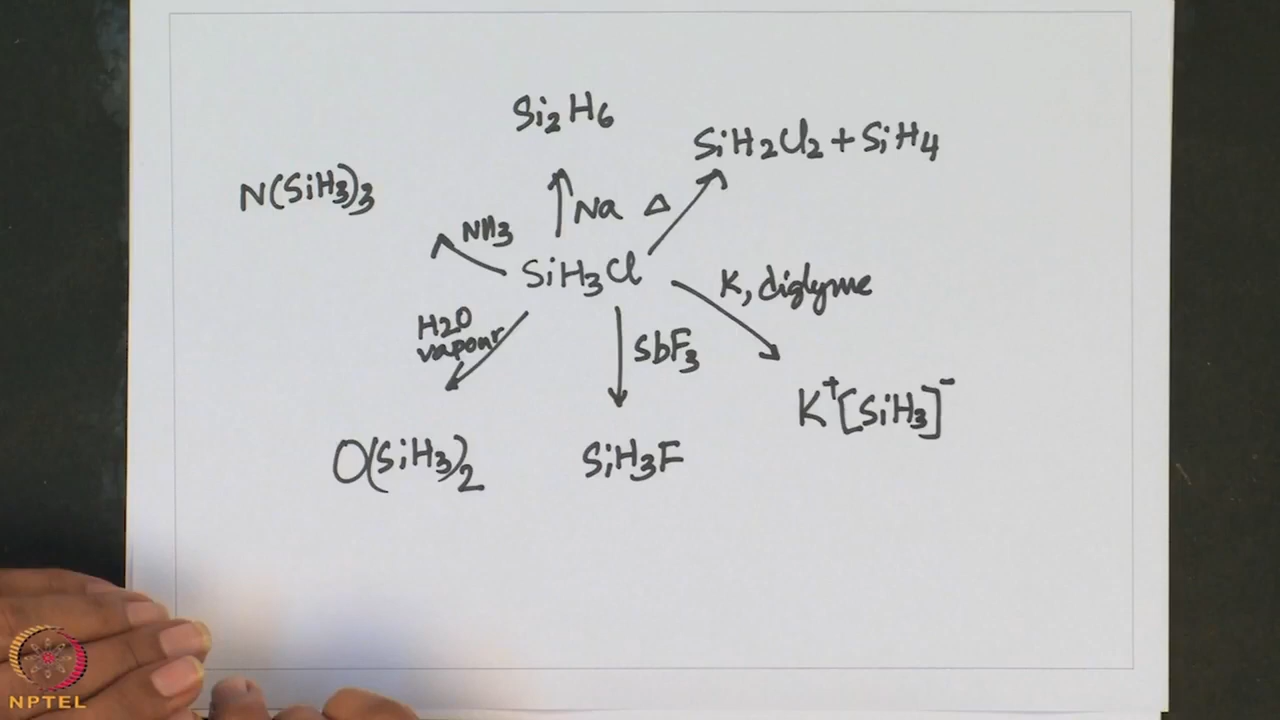 Si2H6
SiH2Cl2 + SiH4
N(SiH3)3
NH3
Na Δ
SiH3Cl
K, diglyme
H2O
vapour
SbF3
K+[SiH3]-
O(SiH3)2
SiH3F
NPTEL